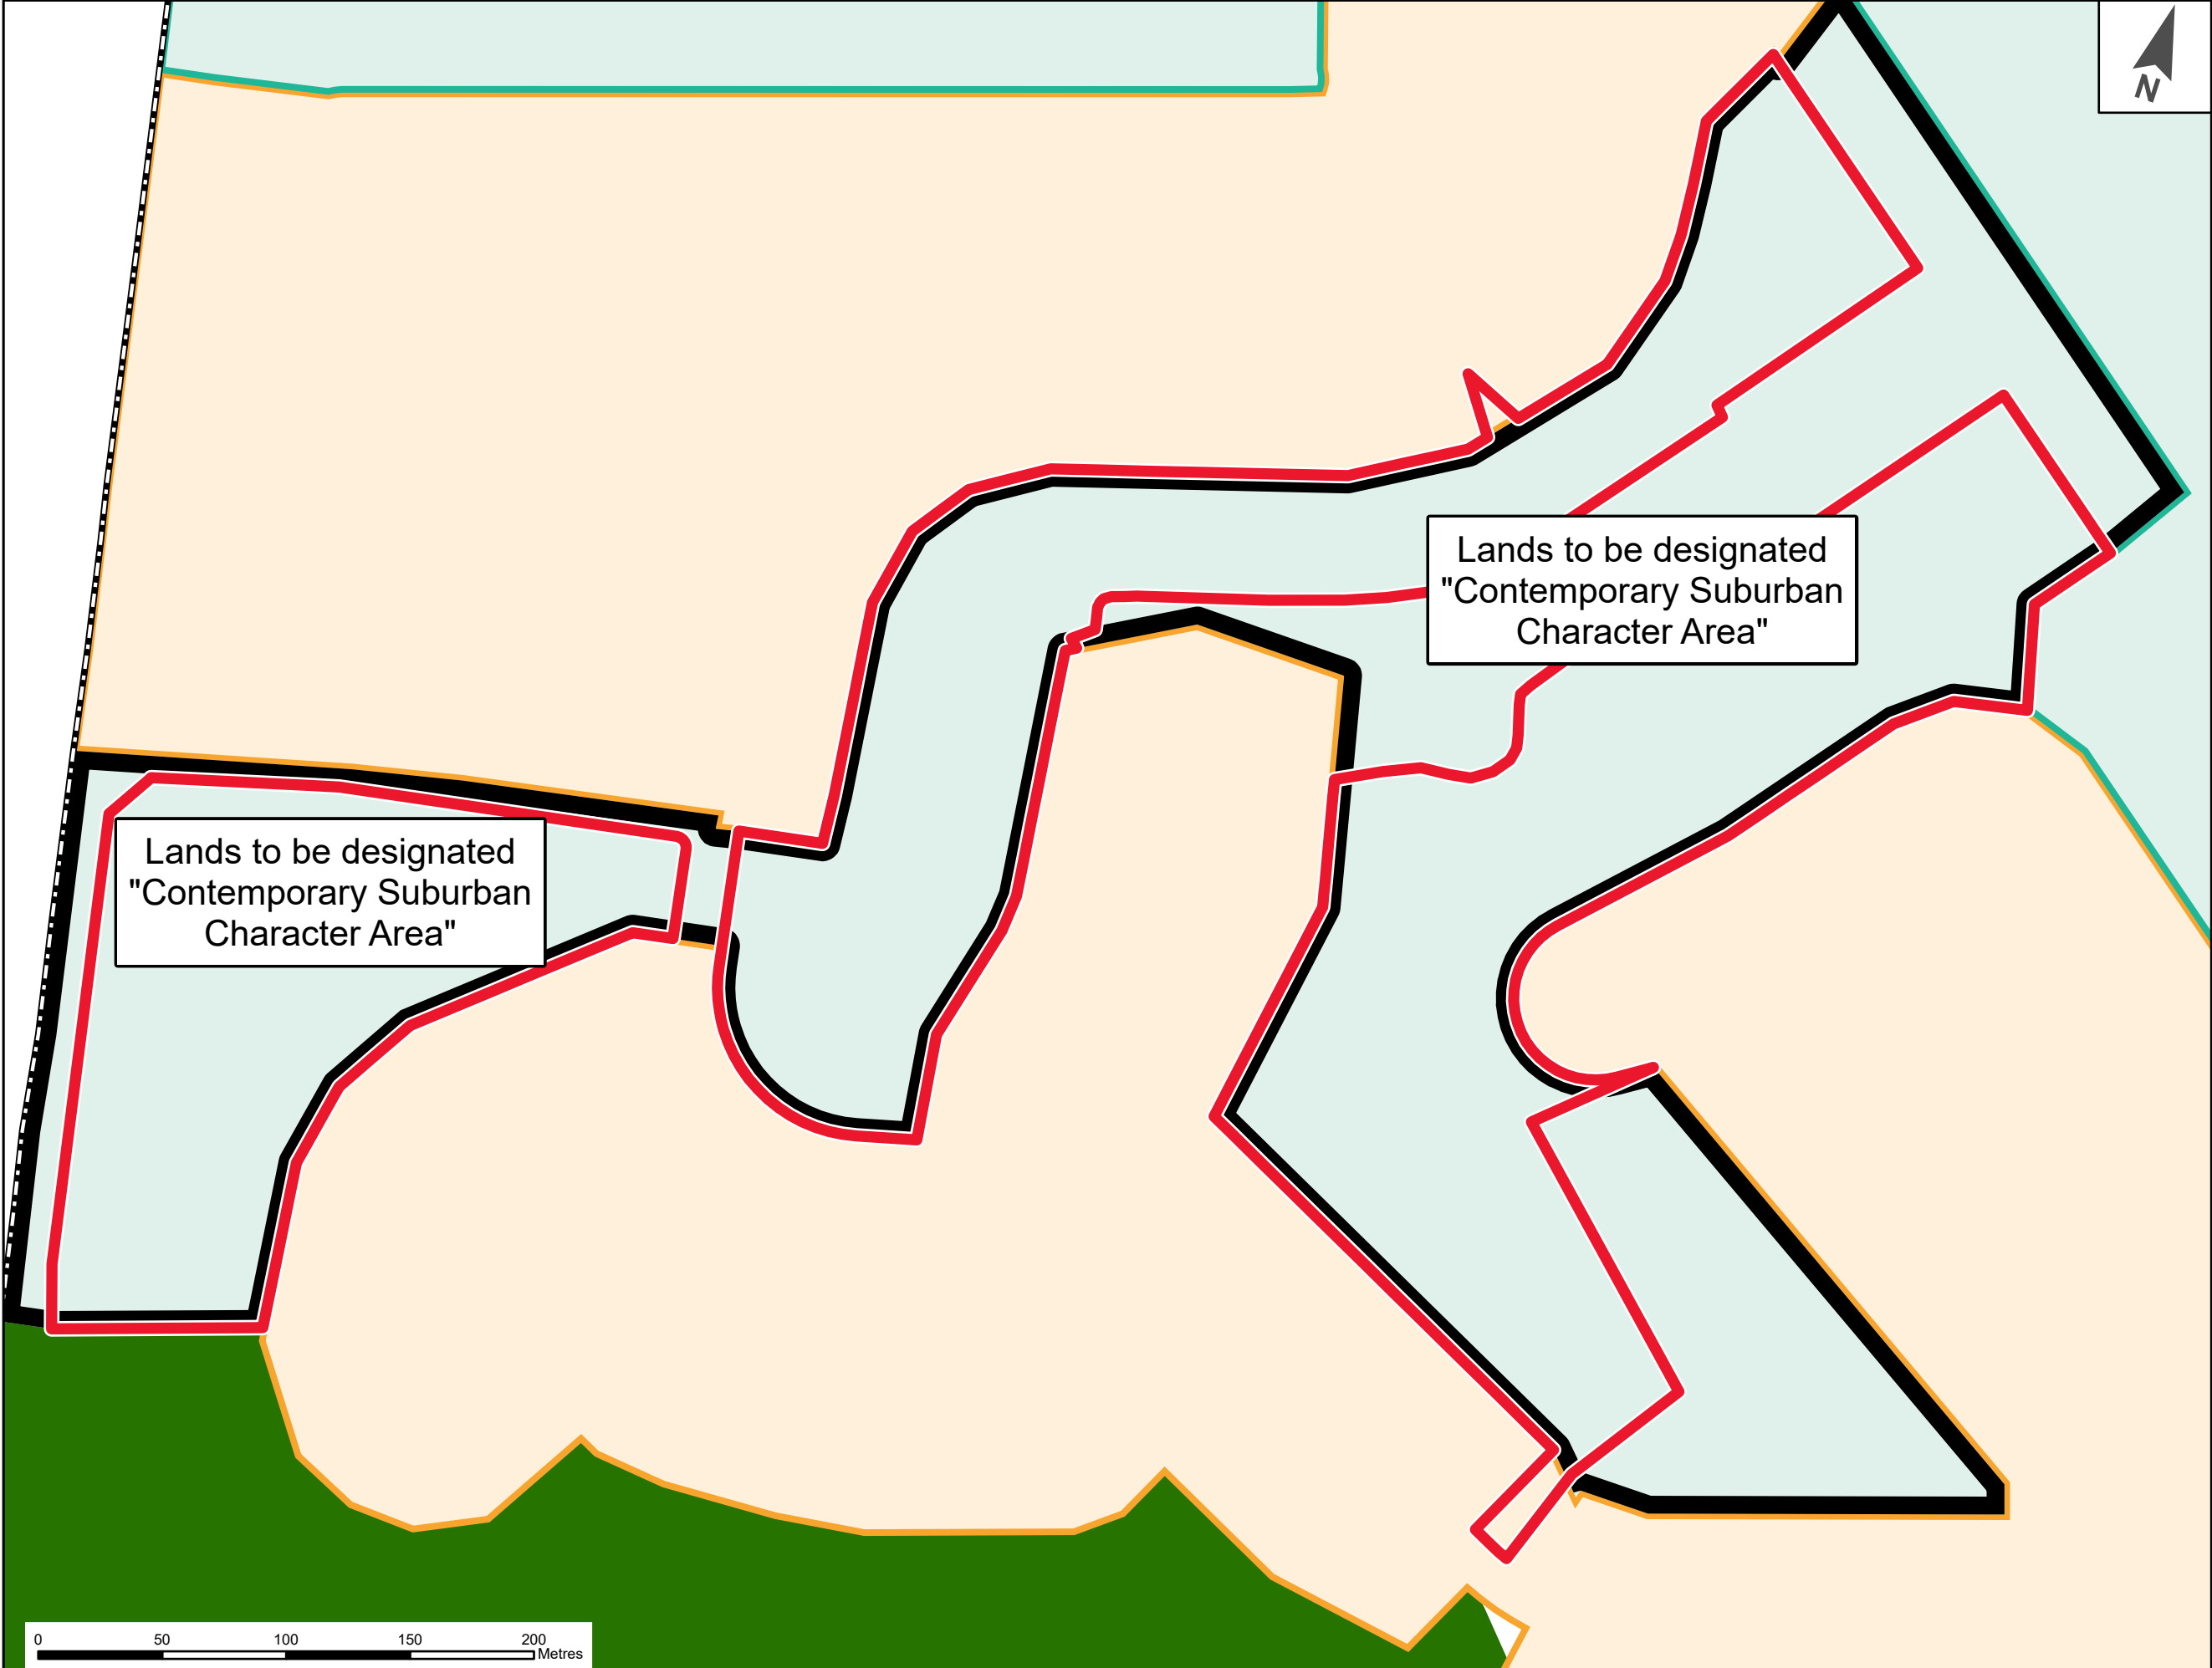 N
Lands to be designated
"Contemporary Suburban
Character Area"
Lands to be designated
"Contemporary Suburban
Character Area"
0 50 100 150 200
Metres